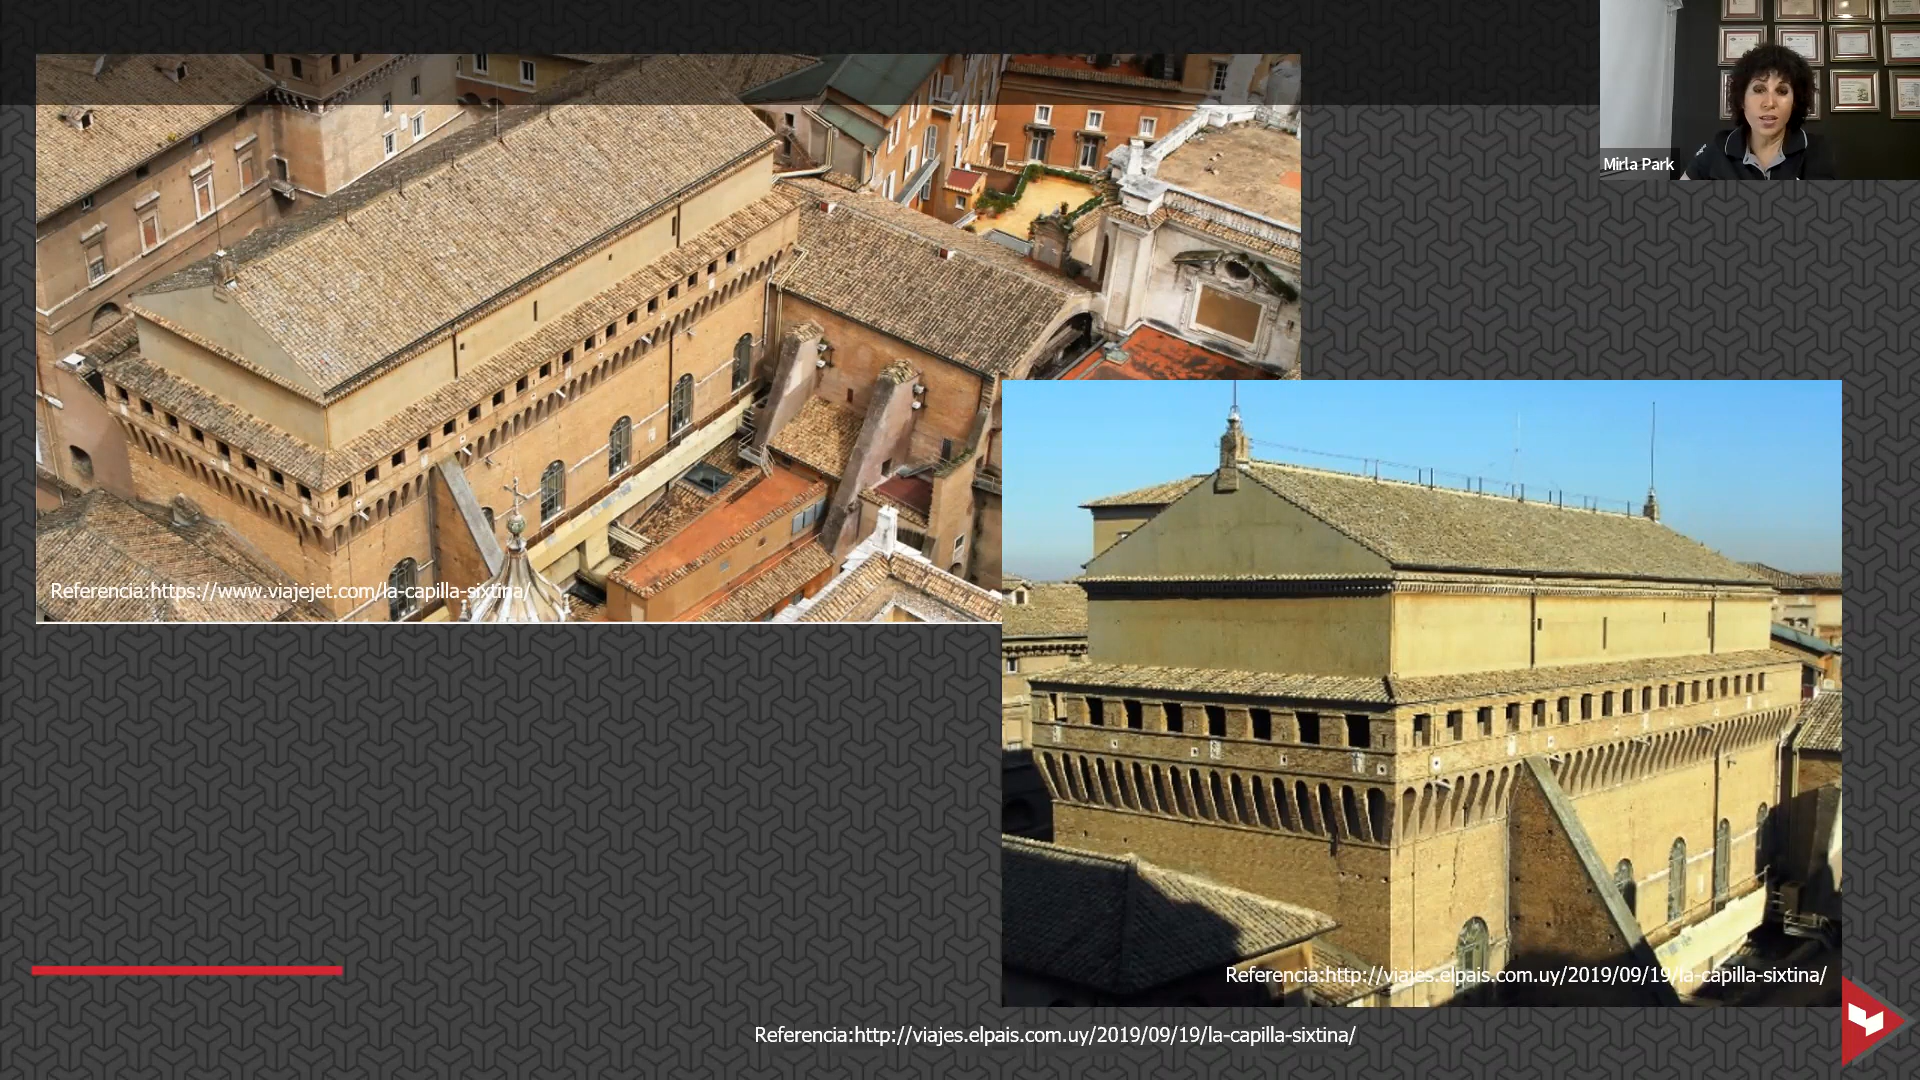 Mirla Park
Referencia:https://www.viajejet.com/la-capilla-sixtina/
Referencia:http://viajes.elpais.com.uy/2019/09/19/la-capilla-sixtina/
Referencia:http://viajes.elpais.com.uy/2019/09/19/la-capilla-sixtina/